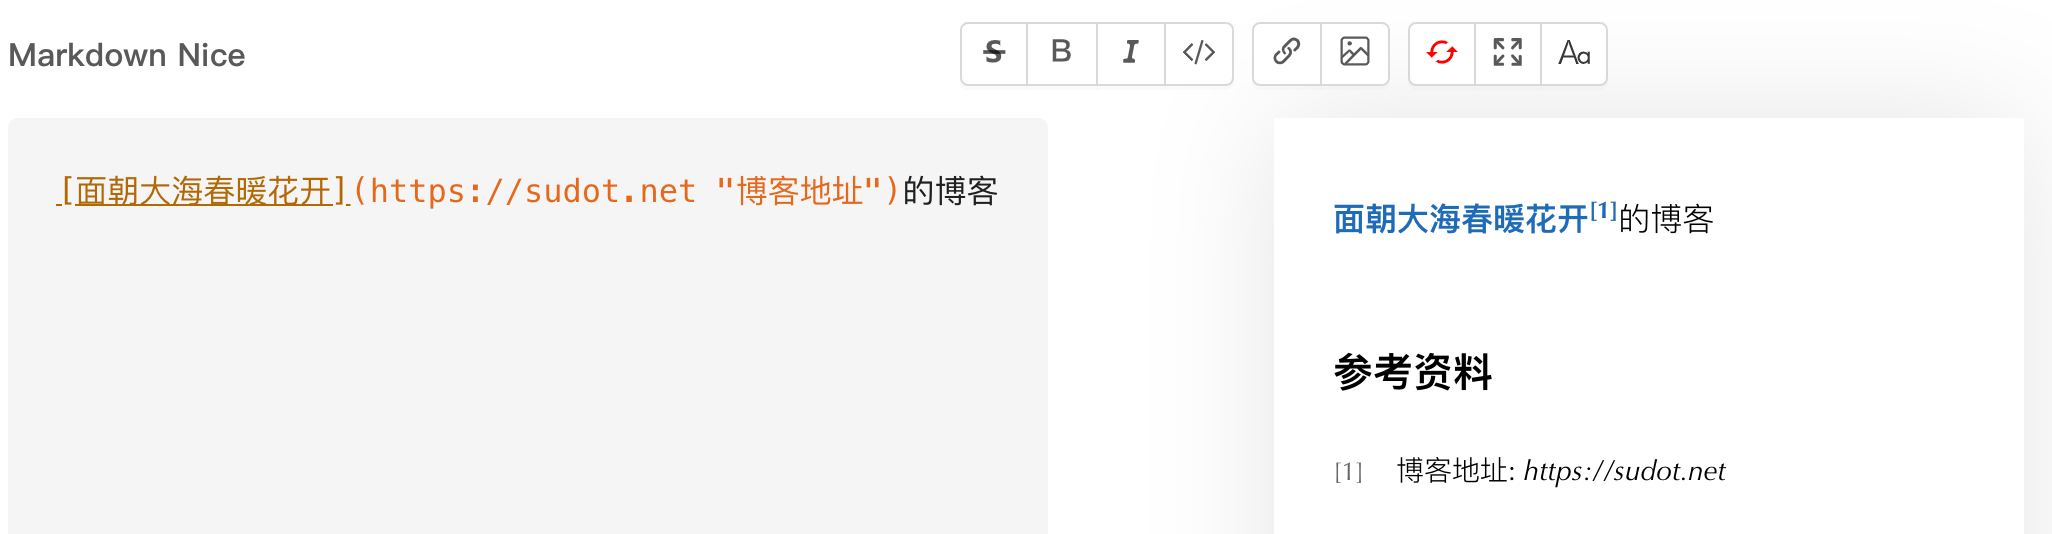 Markdown Nice
S B I </> Aa
[面朝大海春暖花开](https://sudot.net "博客地址")的博客
面朝大海春暖花开[1]的博客
参考资料
[1] 博客地址: https://sudot.net